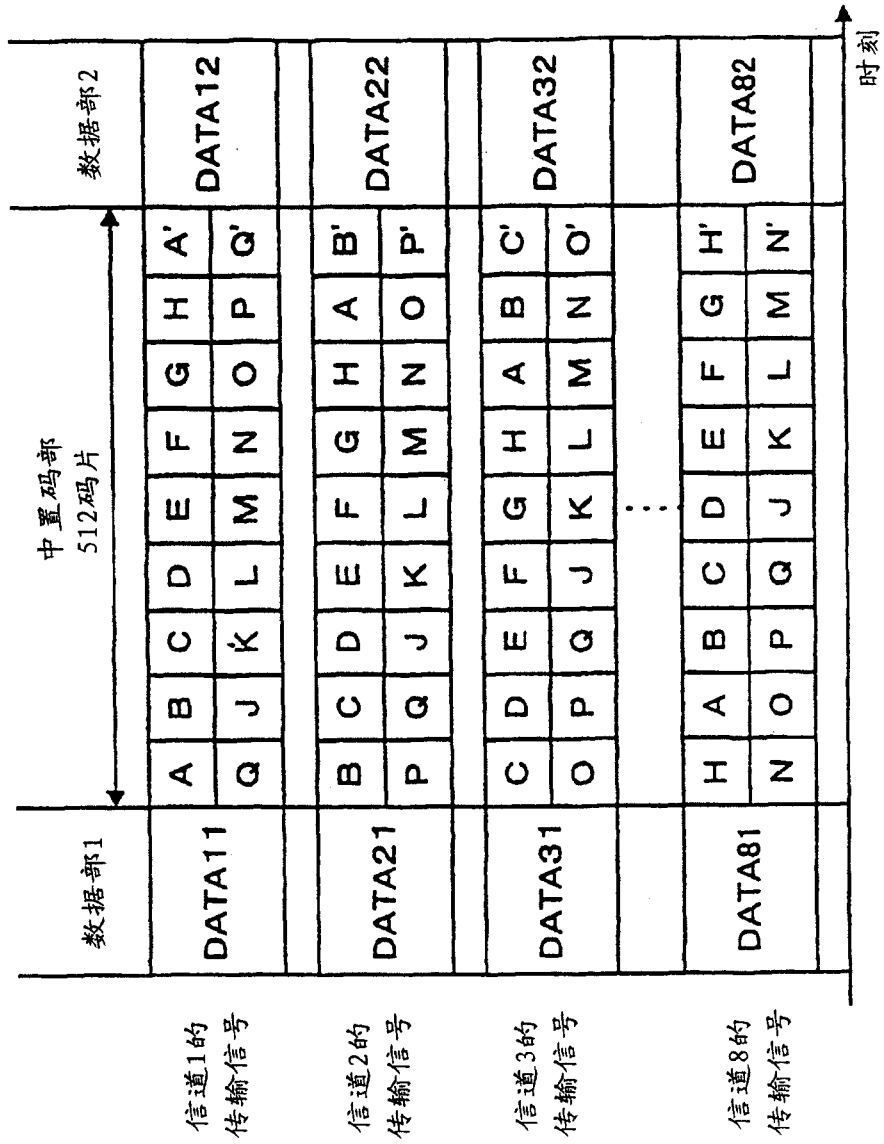 数据部1
中置码部
512码片
数据部2
信道1的
传输信号
DATA11
A B C D E F G H A'
Q J K L M N O P Q'
DATA12
信道2的
传输信号
DATA21
B C D E F G H A B'
P Q J K L M N O P'
DATA22
信道3的
传输信号
DATA31
C D E F G H A B C'
O P Q J K L M N O'
DATA32
信道8的
传输信号
DATA81
H A B C D E F G H'
N O P Q J K L M N'
DATA82
时刻